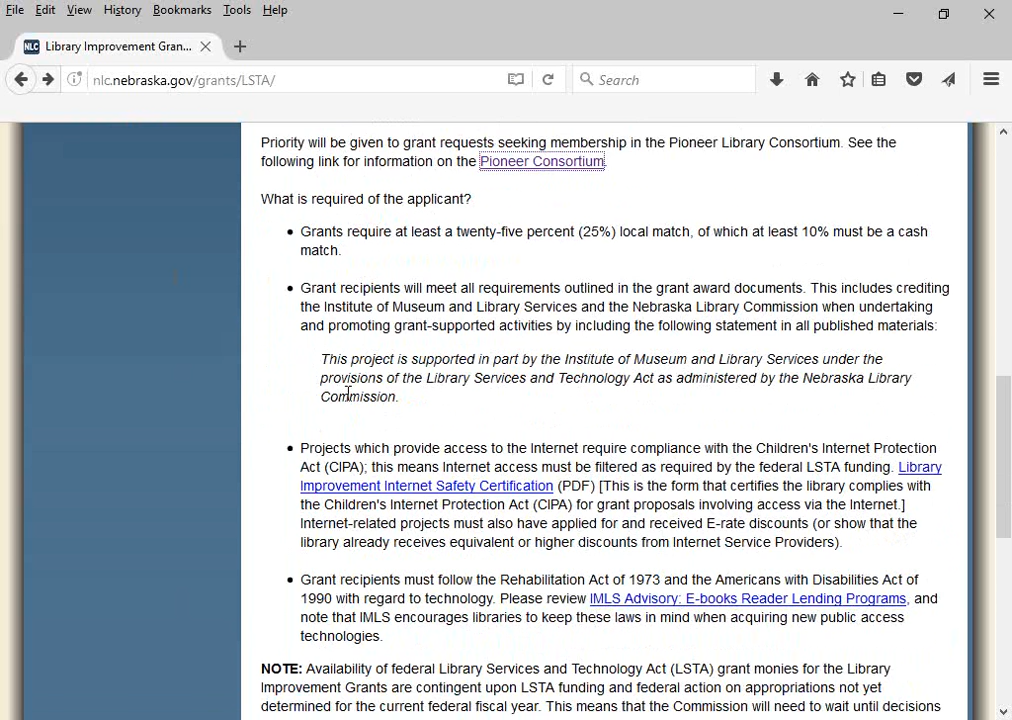 File Edit View History Bookmarks Tools Help
NLC Library Improvement Gran...
nlc.nebraska.gov/grants/LSTA/ Search
Priority will be given to grant requests seeking membership in the Pioneer Library Consortium. See the
following link for information on the Pioneer Consortium.
What is required of the applicant?
• Grants require at least a twenty-five percent (25%) local match, of which at least 10% must be a cash
match.
• Grant recipients will meet all requirements outlined in the grant award documents. This includes crediting
the Institute of Museum and Library Services and the Nebraska Library Commission when undertaking
and promoting grant-supported activities by including the following statement in all published materials:
This project is supported in part by the Institute of Museum and Library Services under the
provisions of the Library Services and Technology Act as administered by the Nebraska Library
Commission.
• Projects which provide access to the Internet require compliance with the Children's Internet Protection
Act (CIPA); this means Internet access must be filtered as required by the federal LSTA funding. Library
Improvement Internet Safety Certification (PDF) [This is the form that certifies the library complies with
the Children's Internet Protection Act (CIPA) for grant proposals involving access via the Internet.]
Internet-related projects must also have applied for and received E-rate discounts (or show that the
library already receives equivalent or higher discounts from Internet Service Providers).
• Grant recipients must follow the Rehabilitation Act of 1973 and the Americans with Disabilities Act of
1990 with regard to technology. Please review IMLS Advisory: E-books Reader Lending Programs, and
note that IMLS encourages libraries to keep these laws in mind when acquiring new public access
technologies.
NOTE: Availability of federal Library Services and Technology Act (LSTA) grant monies for the Library
Improvement Grants are contingent upon LSTA funding and federal action on appropriations not yet
determined for the current federal fiscal year. This means that the Commission will need to wait until decisions